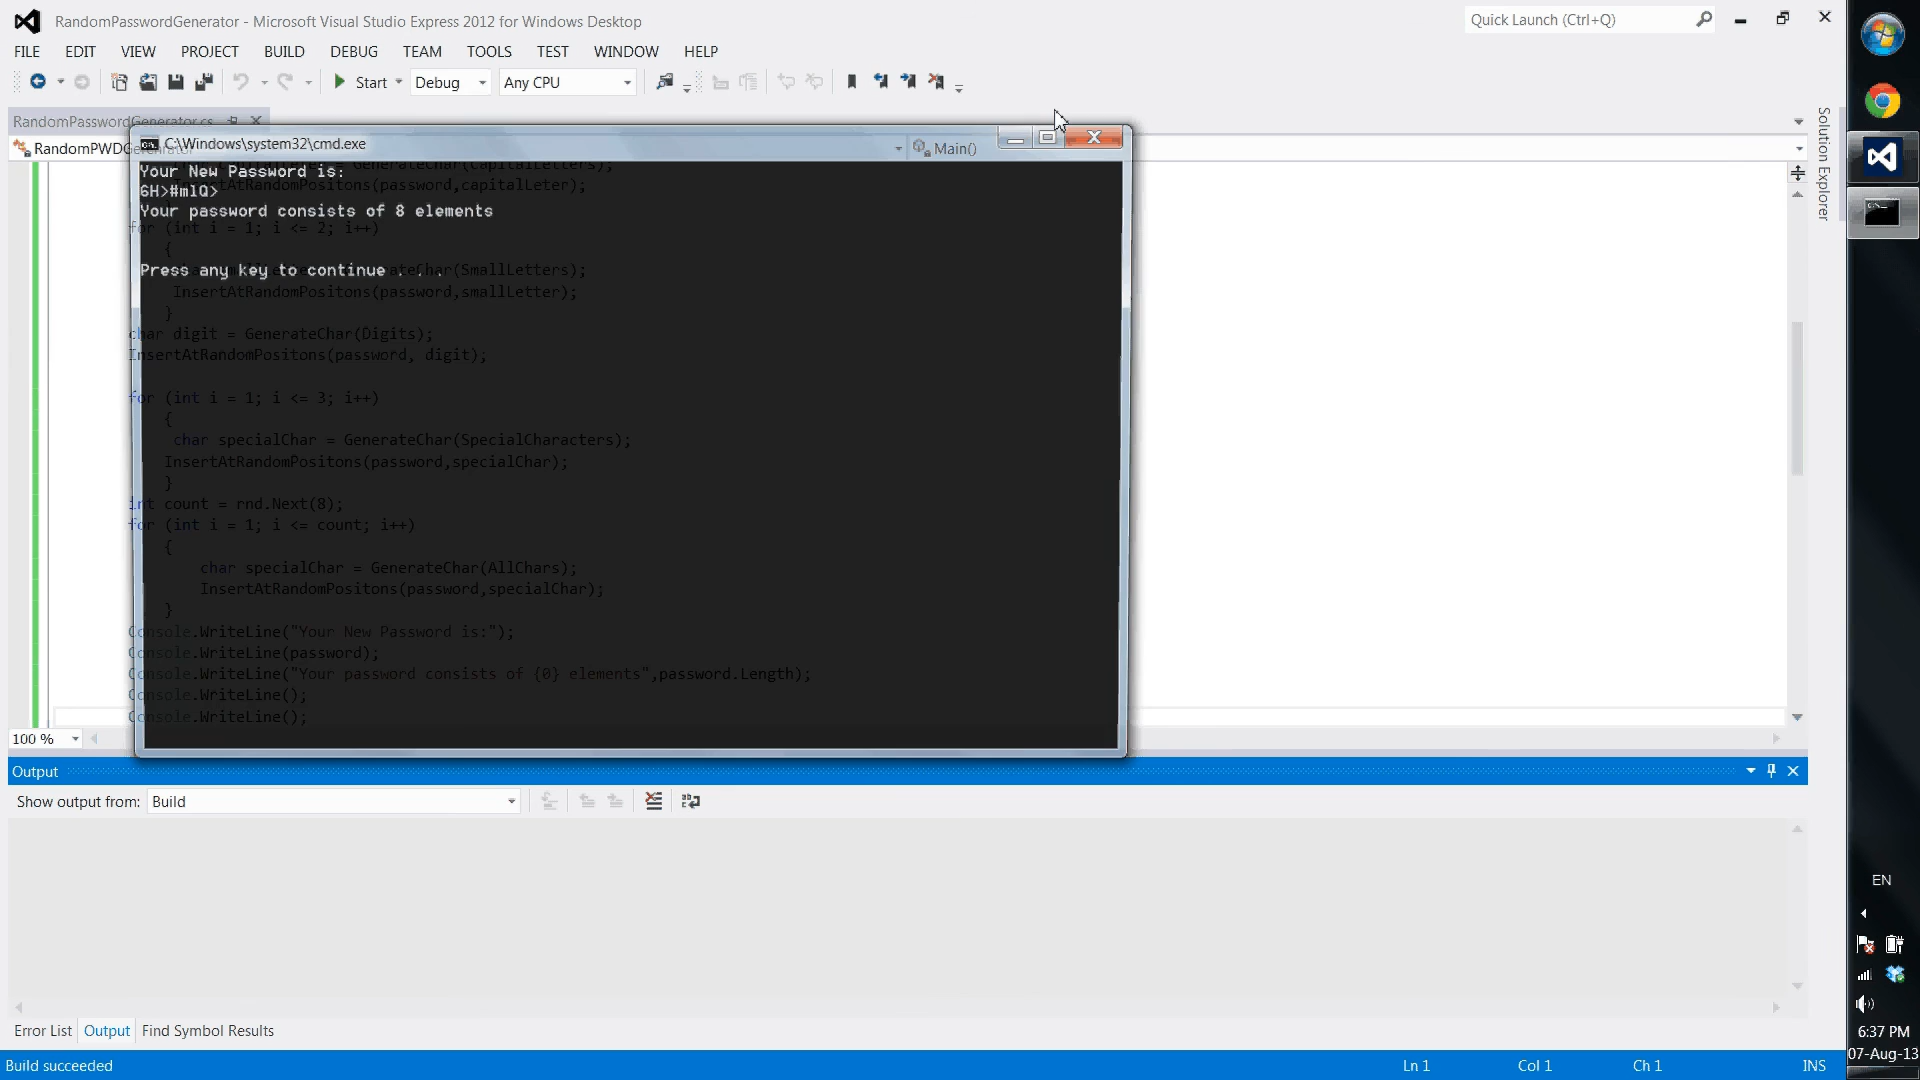 RandomPasswordGenerator - Microsoft Visual Studio Express 2012 for Windows Desktop
Quick Launch (Ctrl+Q)
FILE EDIT VIEW PROJECT BUILD DEBUG TEAM TOOLS TEST WINDOW HELP
Start Debug Any CPU
RandomPasswordGenerator.cs
C:\Windows\system32\cmd.exe
Main()
Solution Explorer
Your New Password is:
InsertAtRandomPositons(password,capitalLeter);
Your password consists of 8 elements
for (int i = 1; i <= 2; i++)
{
Press any key to continue . . .
InsertAtRandomPositons(password,smallLetter);
}
char digit = GenerateChar(Digits);
InsertAtRandomPositons(password, digit);
for (int i = 1; i <= 3; i++)
{
char specialChar = GenerateChar(SpecialCharacters);
InsertAtRandomPositons(password,specialChar);
}
int count = rnd.Next(8);
for (int i = 1; i <= count; i++)
{
char specialChar = GenerateChar(AllChars);
InsertAtRandomPositons(password,specialChar);
}
Console.WriteLine("Your New Password is:");
Console.WriteLine(password);
Console.WriteLine("Your password consists of {0} elements",password.Length);
Console.WriteLine();
Console.WriteLine();
100 %
Output
Show output from: Build
EN
Error List Output Find Symbol Results
6:37 PM
07-Aug-13
Build succeeded Ln 1 Col 1 Ch 1 INS